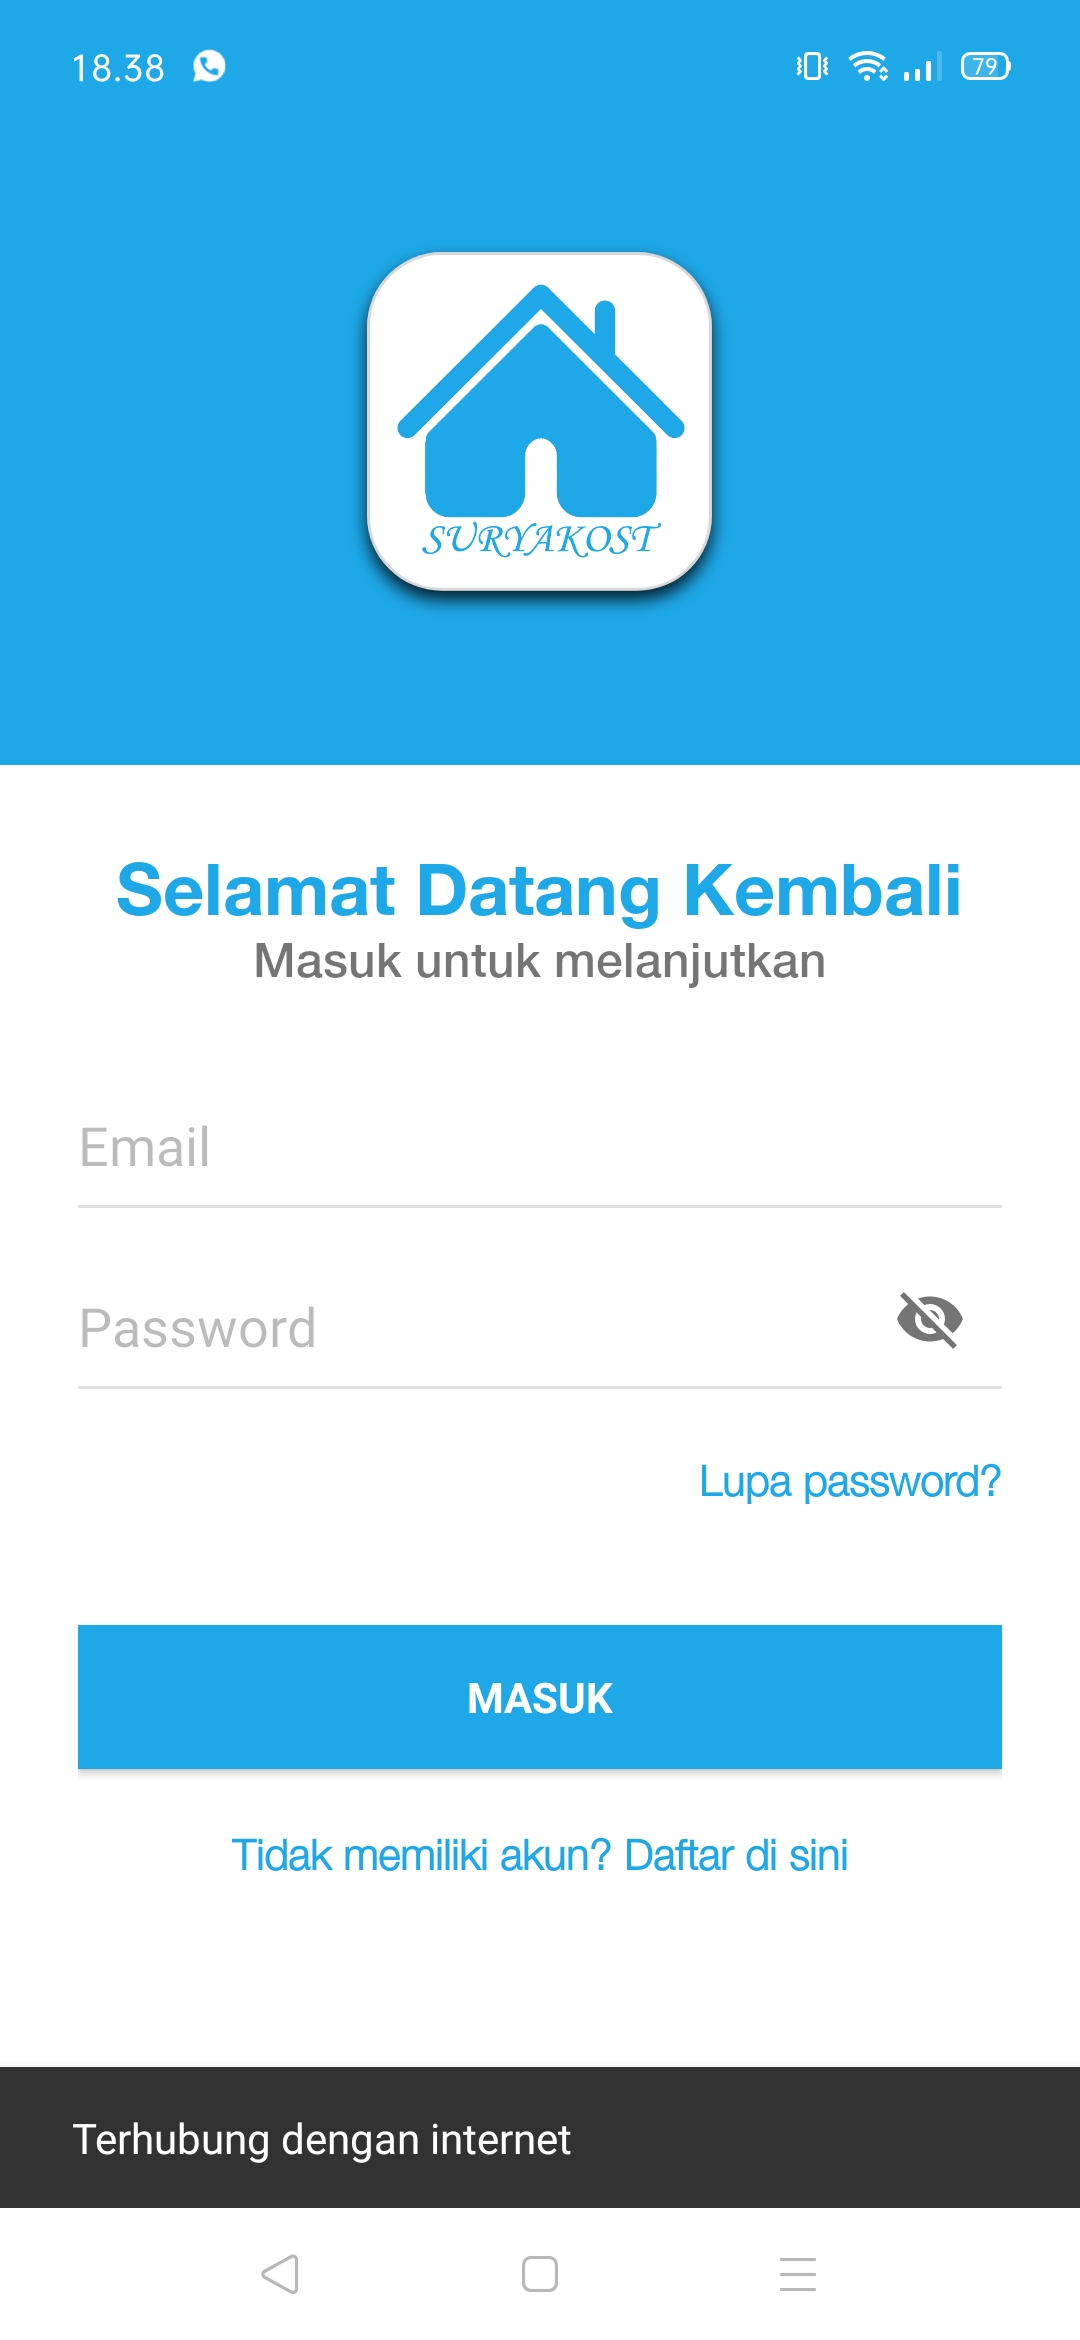 18.38
79
SURYAKOST
Selamat Datang Kembali
Masuk untuk melanjutkan
Email
Password
Lupa password?
MASUK
Tidak memiliki akun? Daftar di sini
Terhubung dengan internet